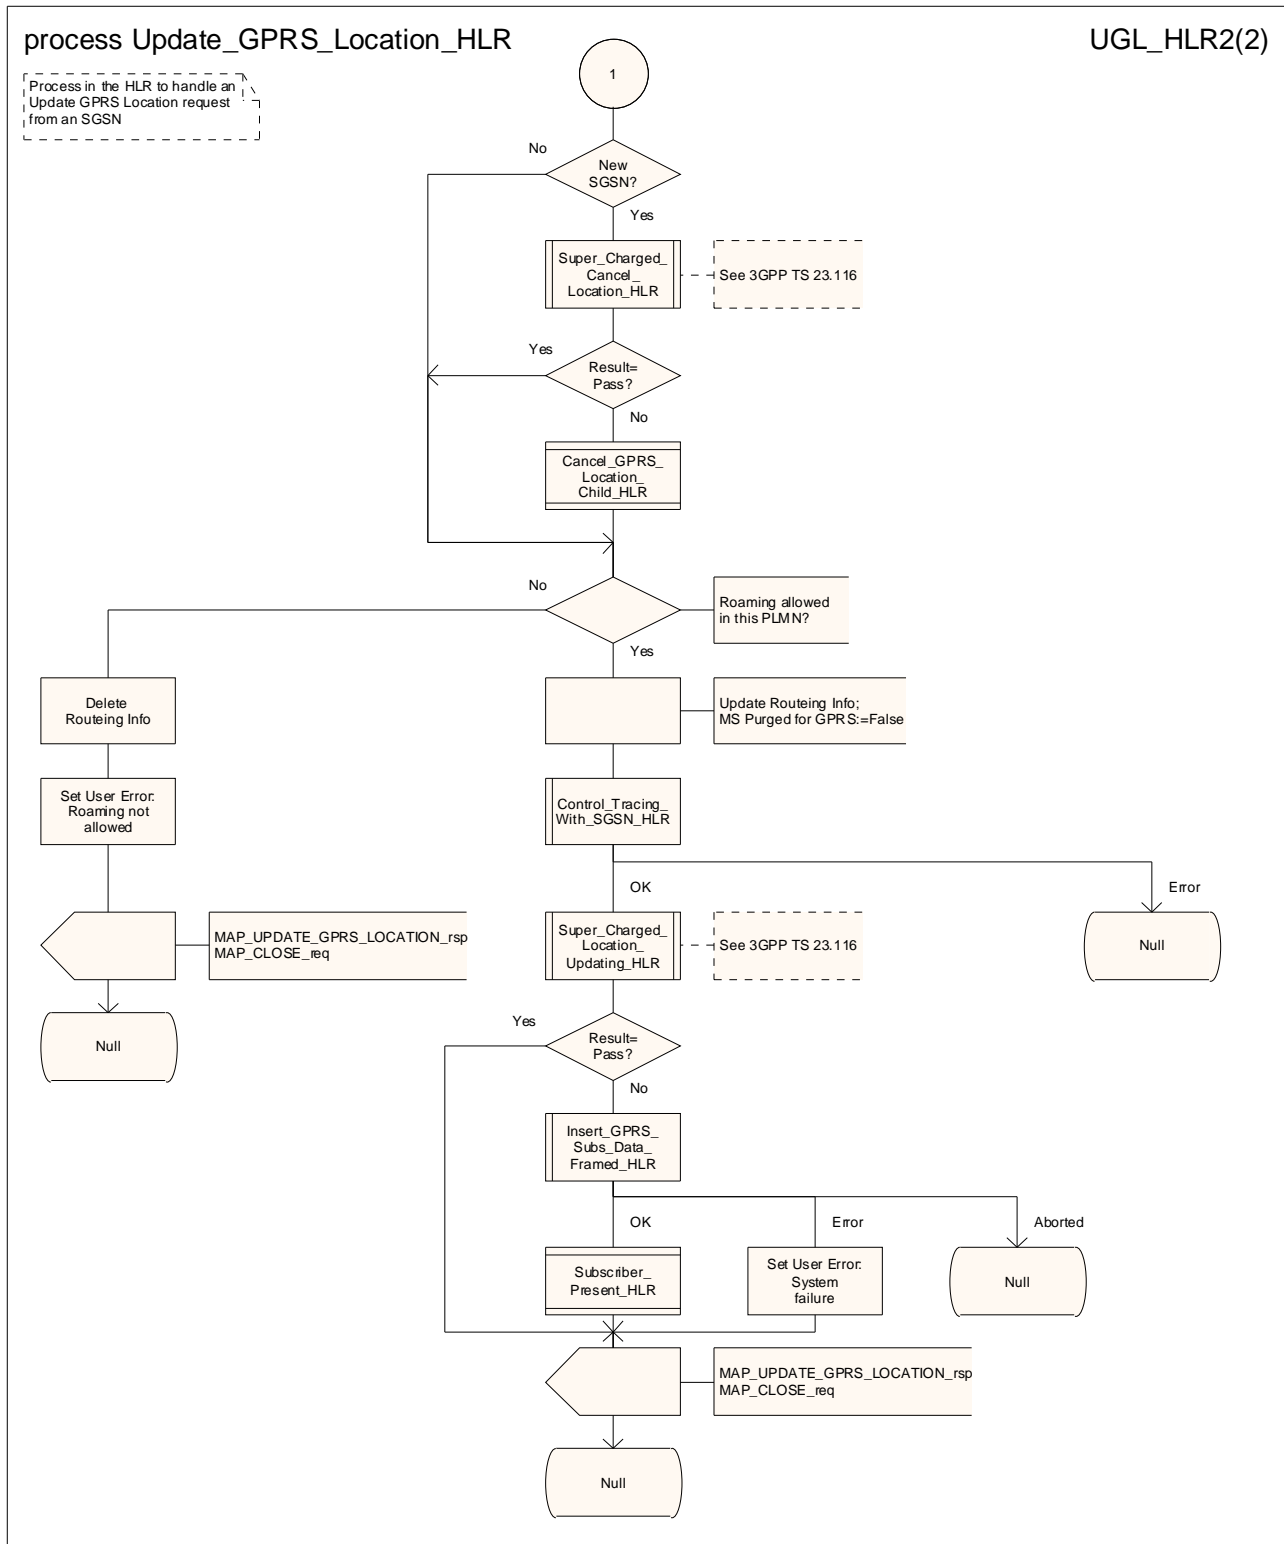 process Update_GPRS_Location_HLR
UGL_HLR2(2)
Process in the HLR to handle an
Update GPRS Location request
from an SGSN
1
No
New
SGSN?
Yes
Super_Charged_
Cancel_
Location_HLR
See 3GPP TS 23.116
Yes
Result=
Pass?
No
Cancel_GPRS_
Location_
Child_HLR
No
Roaming allowed
in this PLMN?
Yes
Delete
Routeing Info
Update Routeing Info;
MS Purged for GPRS:=False
Set User Error:
Roaming not
allowed
Control_Tracing_
With_SGSN_HLR
OK
Error
MAP_UPDATE_GPRS_LOCATION_rsp
MAP_CLOSE_req
Super_Charged_
Location_
Updating_HLR
See 3GPP TS 23.116
Null
Null
Yes
Result=
Pass?
No
Insert_GPRS_
Subs_Data_
Framed_HLR
OK
Error
Aborted
Subscriber_
Present_HLR
Set User Error:
System
failure
Null
MAP_UPDATE_GPRS_LOCATION_rsp
MAP_CLOSE_req
Null